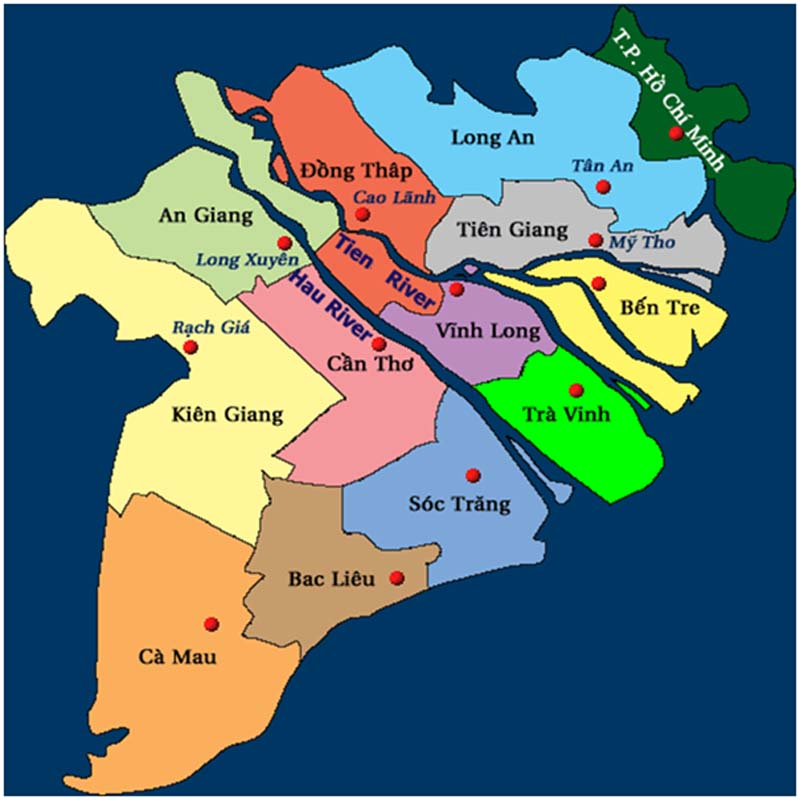 T.P. Hồ Chí Minh
Long An
Tân An
Đồng Thâp
Cao Lãnh
An Giang
Long Xuyên
Tiên Giang
Mỹ Tho
Tien River
Hau River
Bến Tre
Rạch Giá
Vĩnh Long
Cần Thơ
Kiên Giang
Trà Vinh
Sóc Trăng
Bac Liêu
Cà Mau